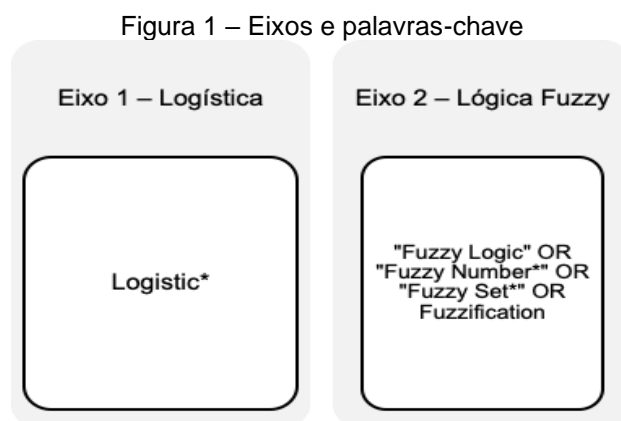 Figura 1 – Eixos e palavras-chave
Eixo 1 – Logística
Eixo 2 – Lógica Fuzzy
Logistic*
"Fuzzy Logic" OR
"Fuzzy Number*" OR
"Fuzzy Set*" OR
Fuzzification